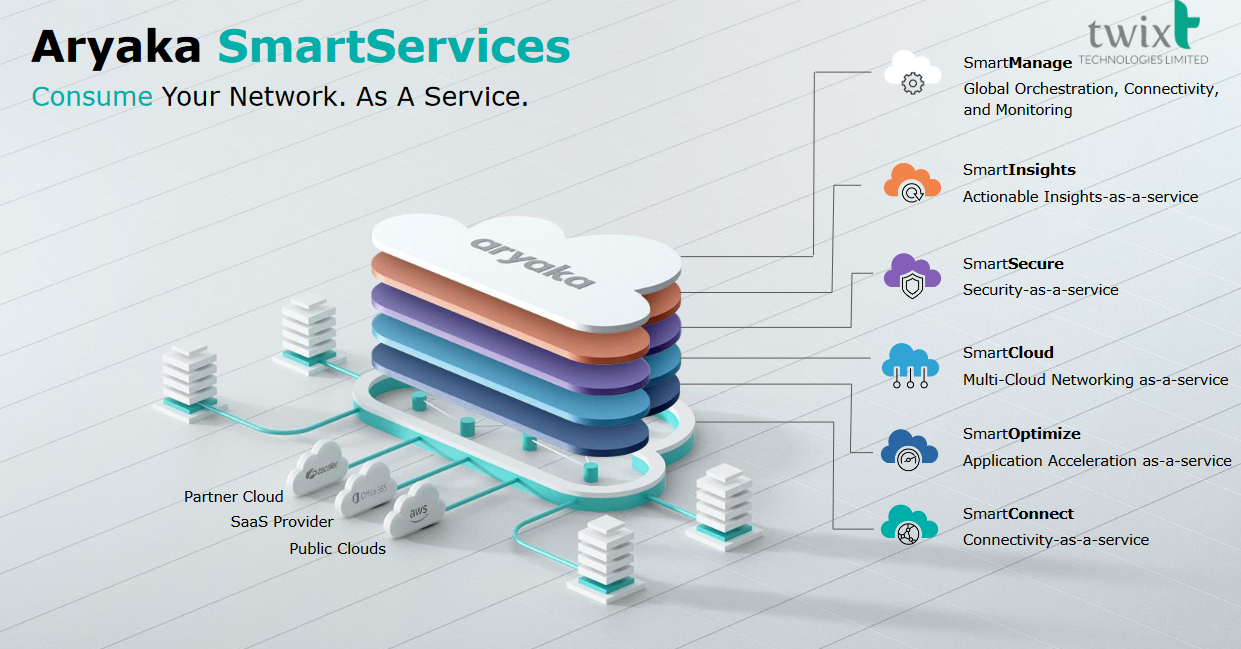 Aryaka SmartServices
Consume Your Network. As A Service.
twixt
TECHNOLOGIES LIMITED
SmartManage
Global Orchestration, Connectivity,
and Monitoring
SmartInsights
Actionable Insights-as-a-service
SmartSecure
Security-as-a-service
SmartCloud
Multi-Cloud Networking as-a-service
SmartOptimize
Application Acceleration as-a-service
SmartConnect
Connectivity-as-a-service
aryaka
zscaler
Office 365
aws
Partner Cloud
SaaS Provider
Public Clouds